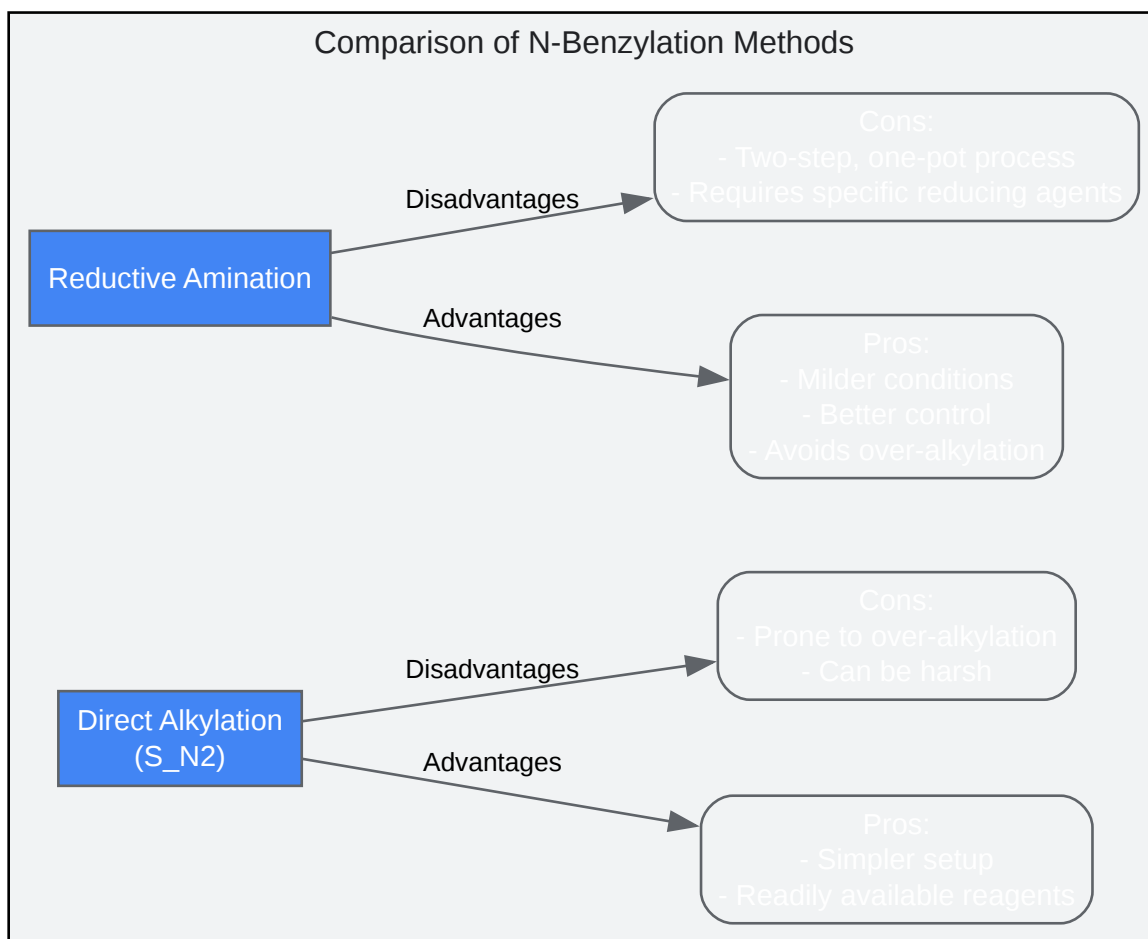 Comparison of N-Benzylation Methods
Cons:
- Two-step, one-pot process
- Requires specific reducing agents
Disadvantages
Reductive Amination
Advantages
Pros:
- Milder conditions
- Better control
- Avoids over-alkylation
Cons:
- Prone to over-alkylation
- Can be harsh
Disadvantages
Direct Alkylation
(S_N2)
Advantages
Pros:
- Simpler setup
- Readily available reagents